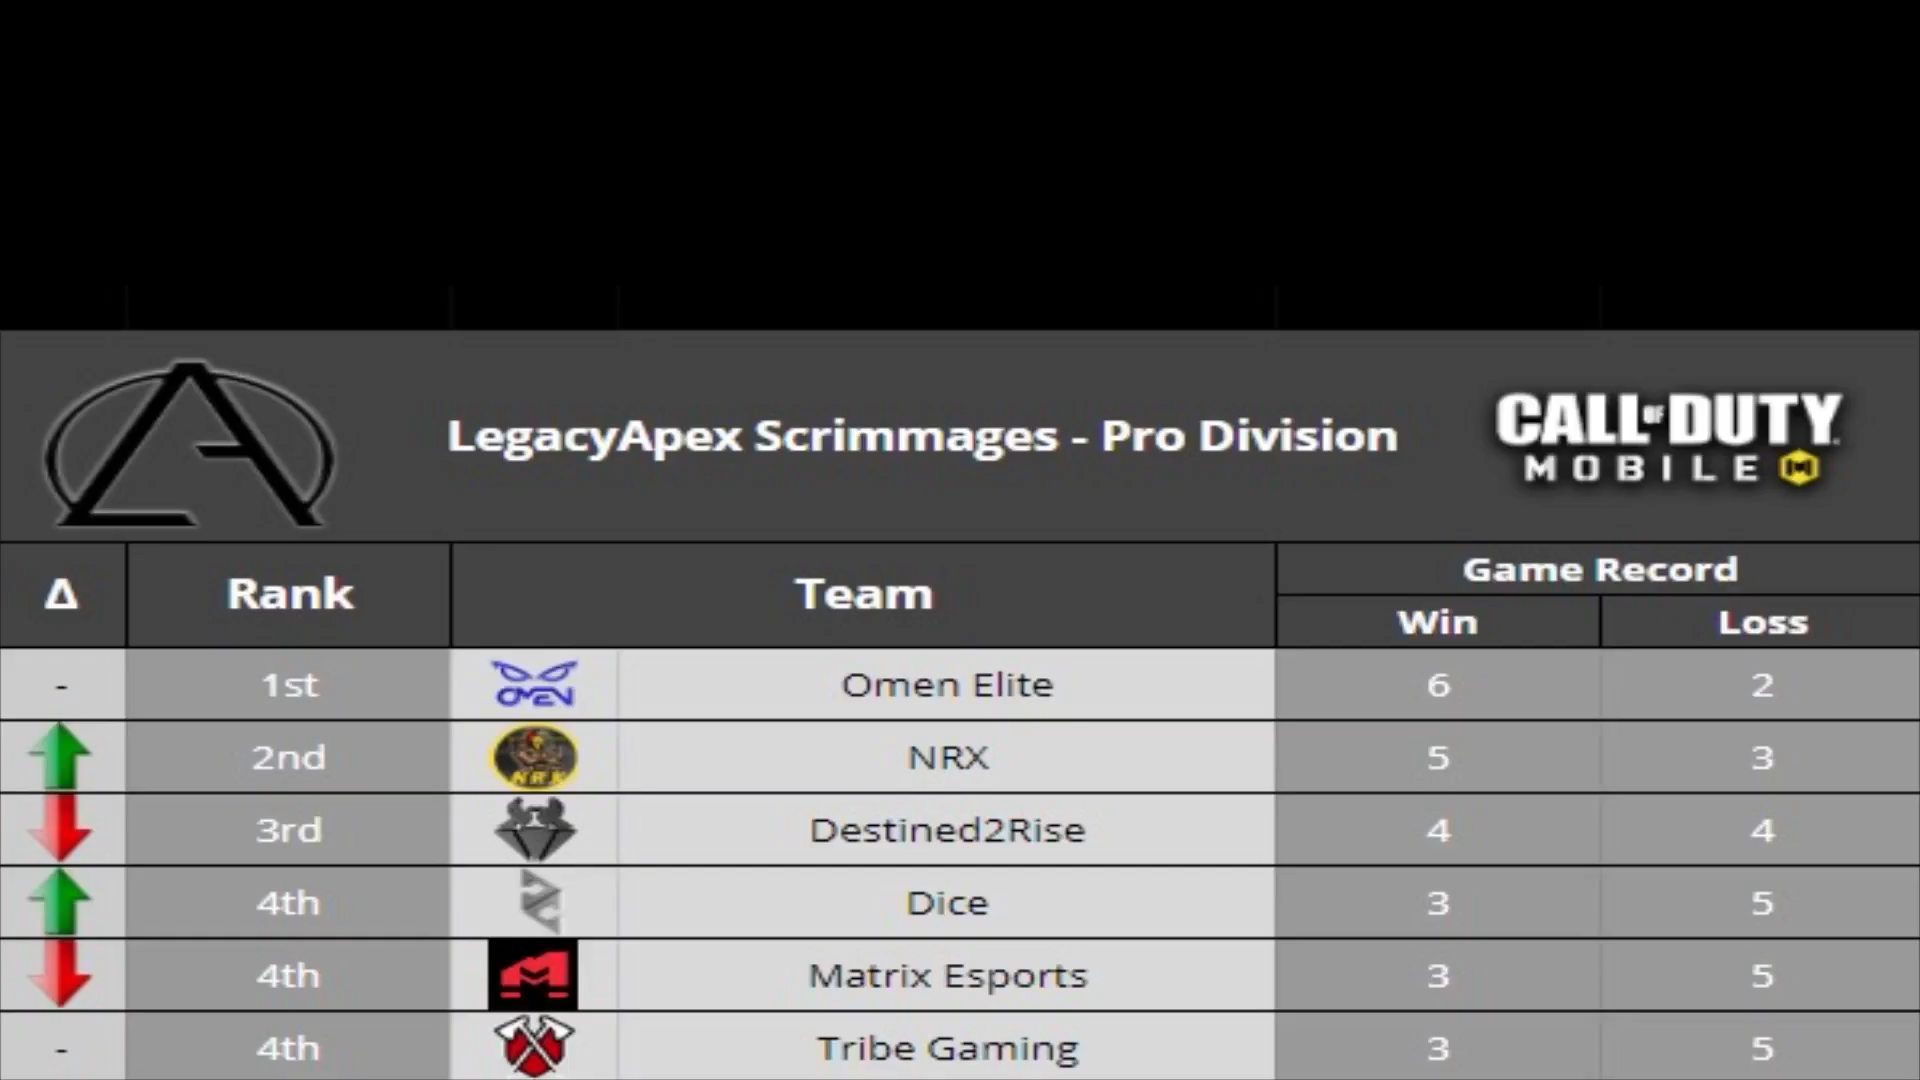 LegacyApex Scrimmages - Pro Division
CALL OF DUTY
MOBILE
Δ Rank Team Game Record
Win Loss
- 1st OMEN Omen Elite 6 2
2nd NRX NRX 5 3
3rd Destined2Rise 4 4
4th Dice 3 5
4th Matrix Esports 3 5
- 4th Tribe Gaming 3 5